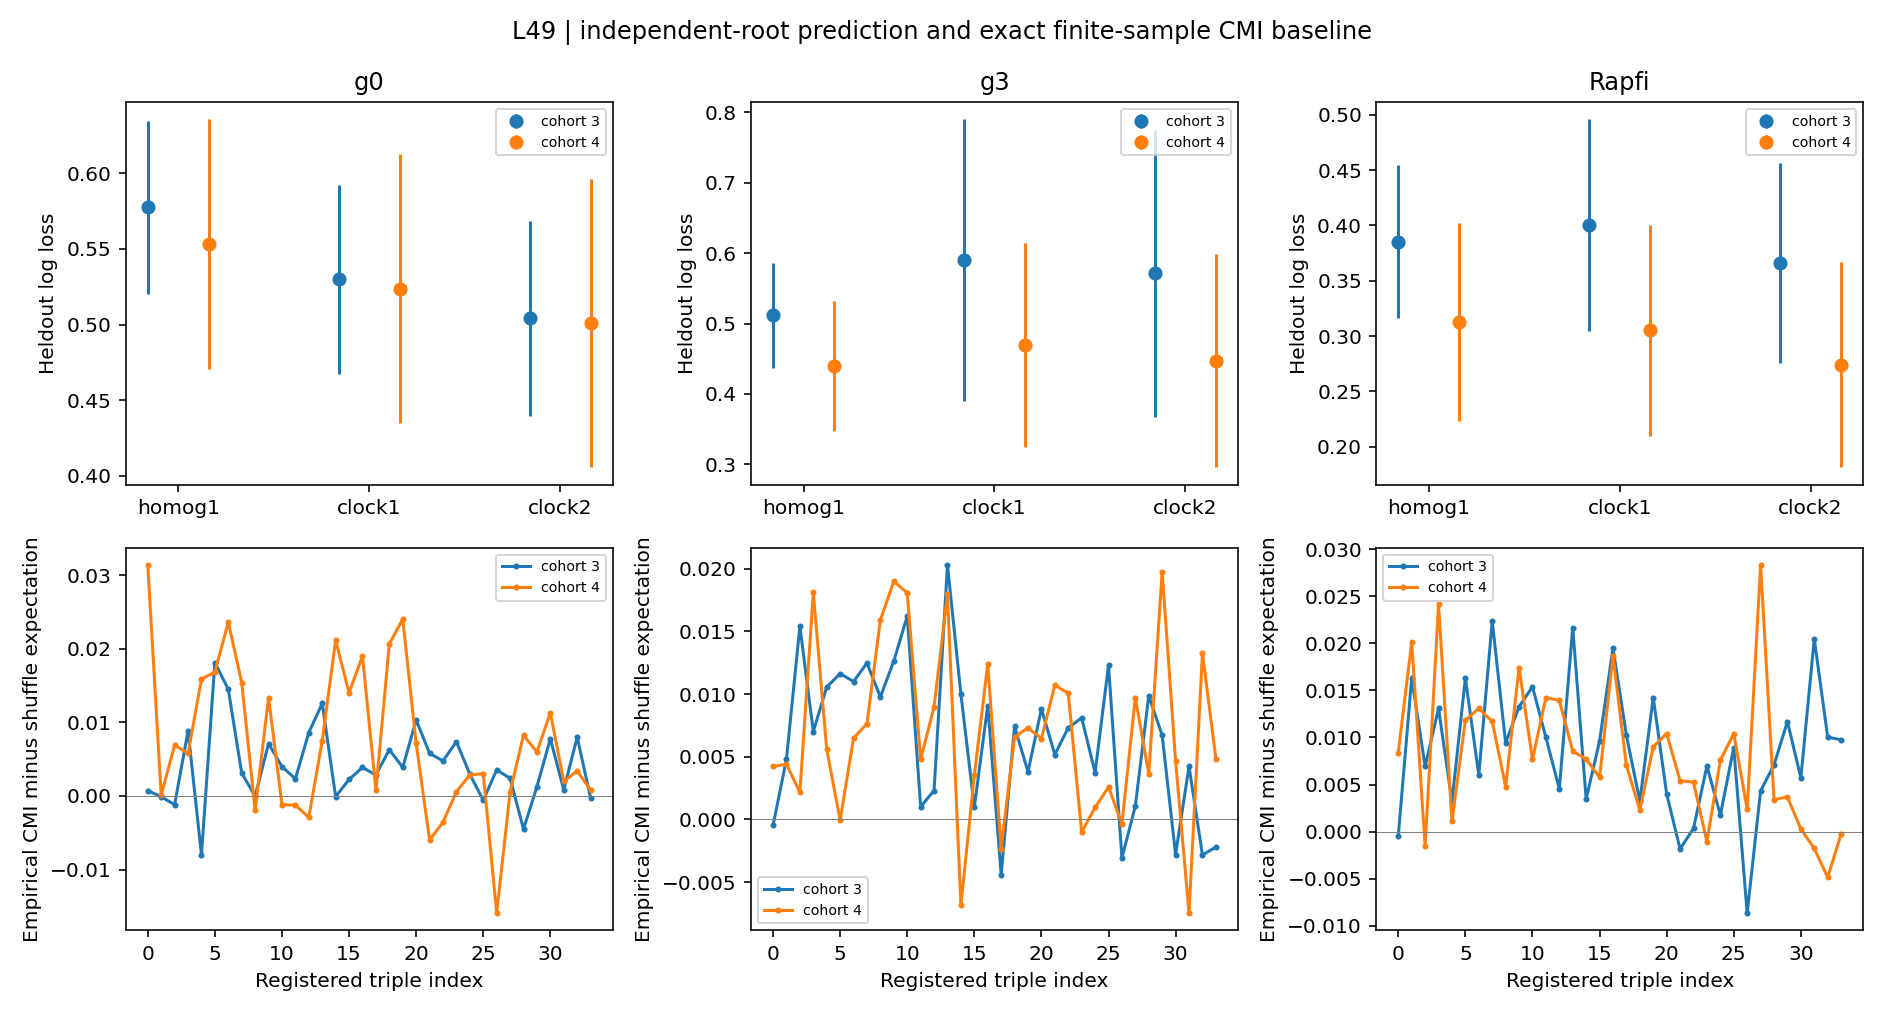 L49 | independent-root prediction and exact finite-sample CMI baseline
g0
Heldout log loss
0.60
0.55
0.50
0.45
0.40
cohort 3
cohort 4
homog1
clock1
clock2
g3
Heldout log loss
0.8
0.7
0.6
0.5
0.4
0.3
cohort 3
cohort 4
homog1
clock1
clock2
Rapfi
Heldout log loss
0.50
0.45
0.40
0.35
0.30
0.25
0.20
cohort 3
cohort 4
homog1
clock1
clock2
Empirical CMI minus shuffle expectation
0.03
0.02
0.01
0.00
−0.01
cohort 3
cohort 4
0 5 10 15 20 25 30
Registered triple index
Empirical CMI minus shuffle expectation
0.020
0.015
0.010
0.005
0.000
−0.005
cohort 3
cohort 4
0 5 10 15 20 25 30
Registered triple index
Empirical CMI minus shuffle expectation
0.030
0.025
0.020
0.015
0.010
0.005
0.000
−0.005
−0.010
cohort 3
cohort 4
0 5 10 15 20 25 30
Registered triple index